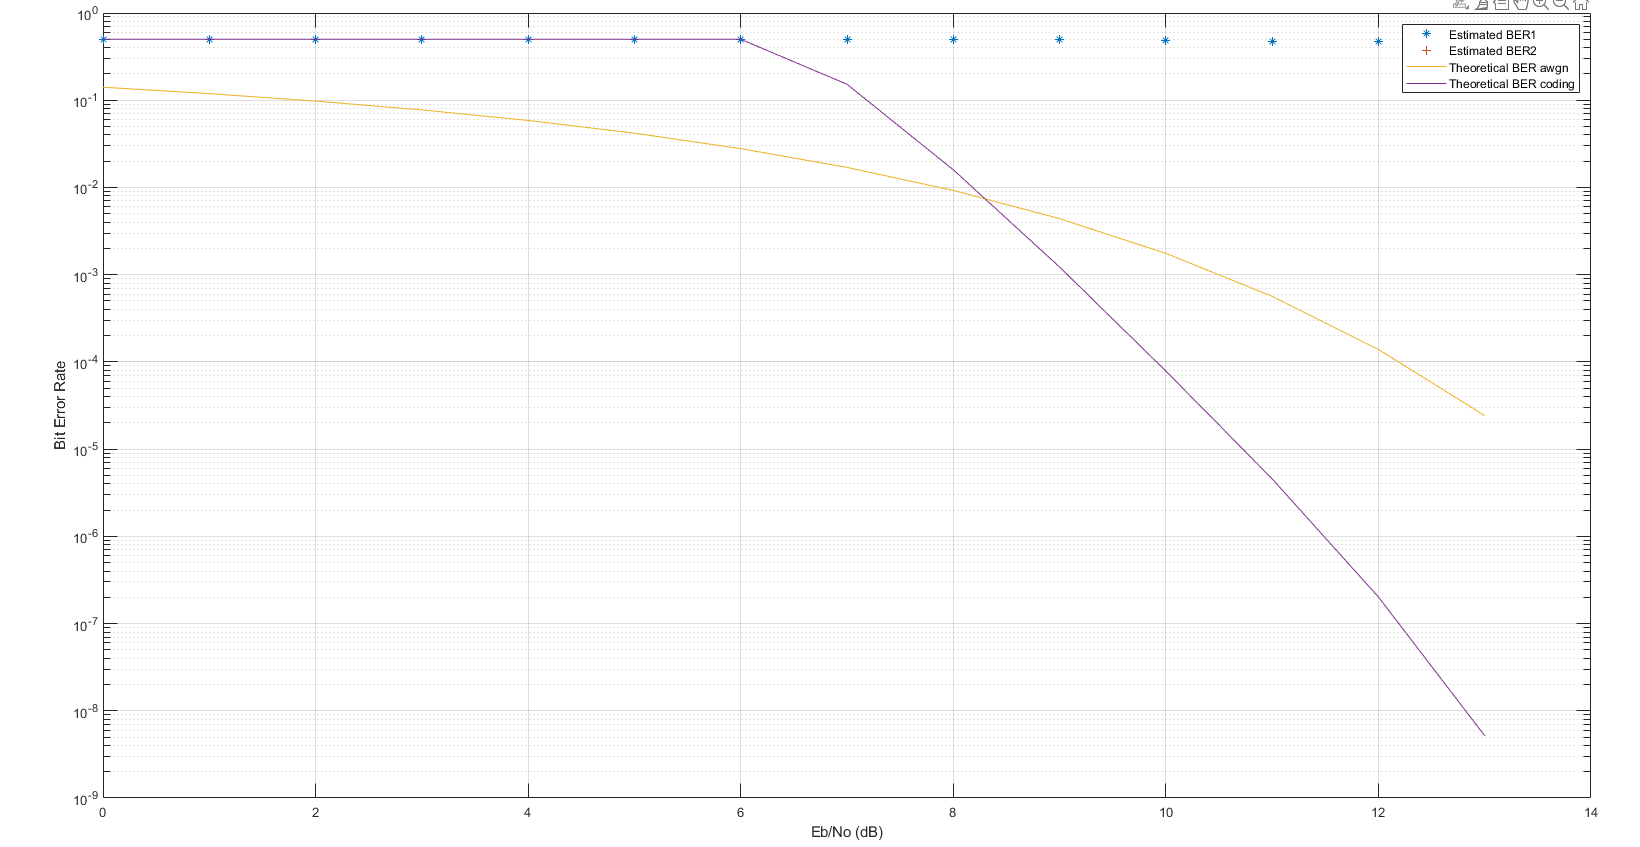 10^0
10^-1
10^-2
10^-3
10^-4
10^-5
10^-6
10^-7
10^-8
10^-9
Bit Error Rate
0 2 4 6 8 10 12 14
Eb/No (dB)
Estimated BER1
Estimated BER2
Theoretical BER awgn
Theoretical BER coding